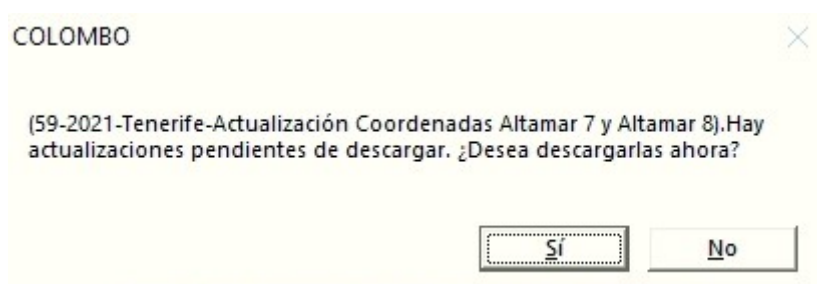 COLOMBO
(59-2021-Tenerife-Actualización Coordenadas Altamar 7 y Altamar 8).Hay
actualizaciones pendientes de descargar. ¿Desea descargarlas ahora?
Sí No